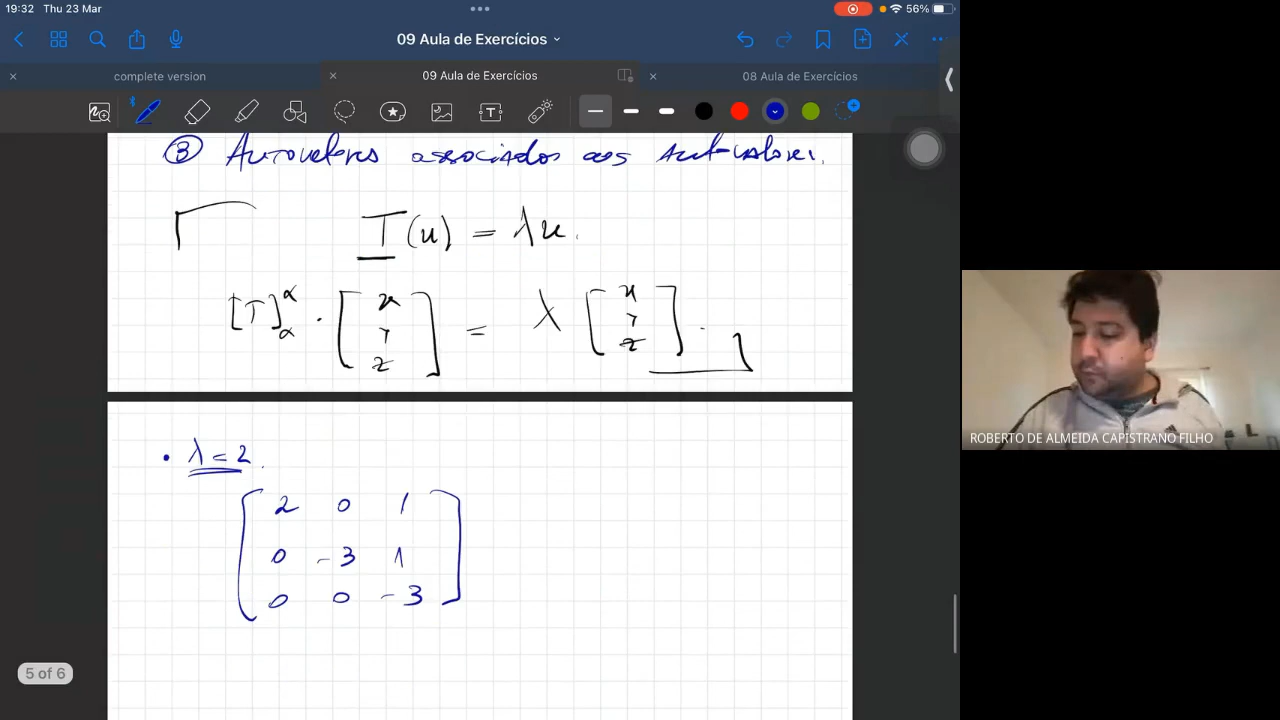 19:32 Thu 23 Mar
56%
09 Aula de Exercícios
complete version
09 Aula de Exercícios
08 Aula de Exercícios
③ Autovetores associados aos autovalores.
T(u) = λu.
[T]^α_α · [x y z] = λ [x y z].
ROBERTO DE ALMEIDA CAPISTRANO FILHO
• λ = 2.
2 0 1
0 -3 1
0 0 -3
5 of 6